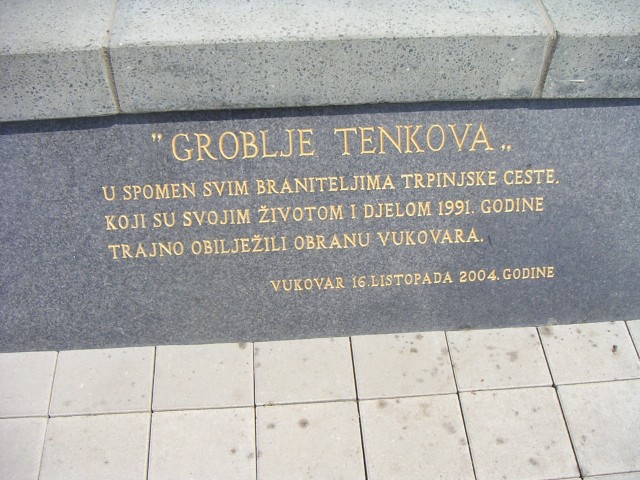 " GROBLJE TENKOVA „
U SPOMEN SVIM BRANITELJIMA TRPINJSKE CESTE.
KOJI SU SVOJIM ŽIVOTOM I DJELOM 1991. GODINE
TRAJNO OBILJEŽILI OBRANU VUKOVARA.
VUKOVAR 16.LISTOPADA 2004.GODINE